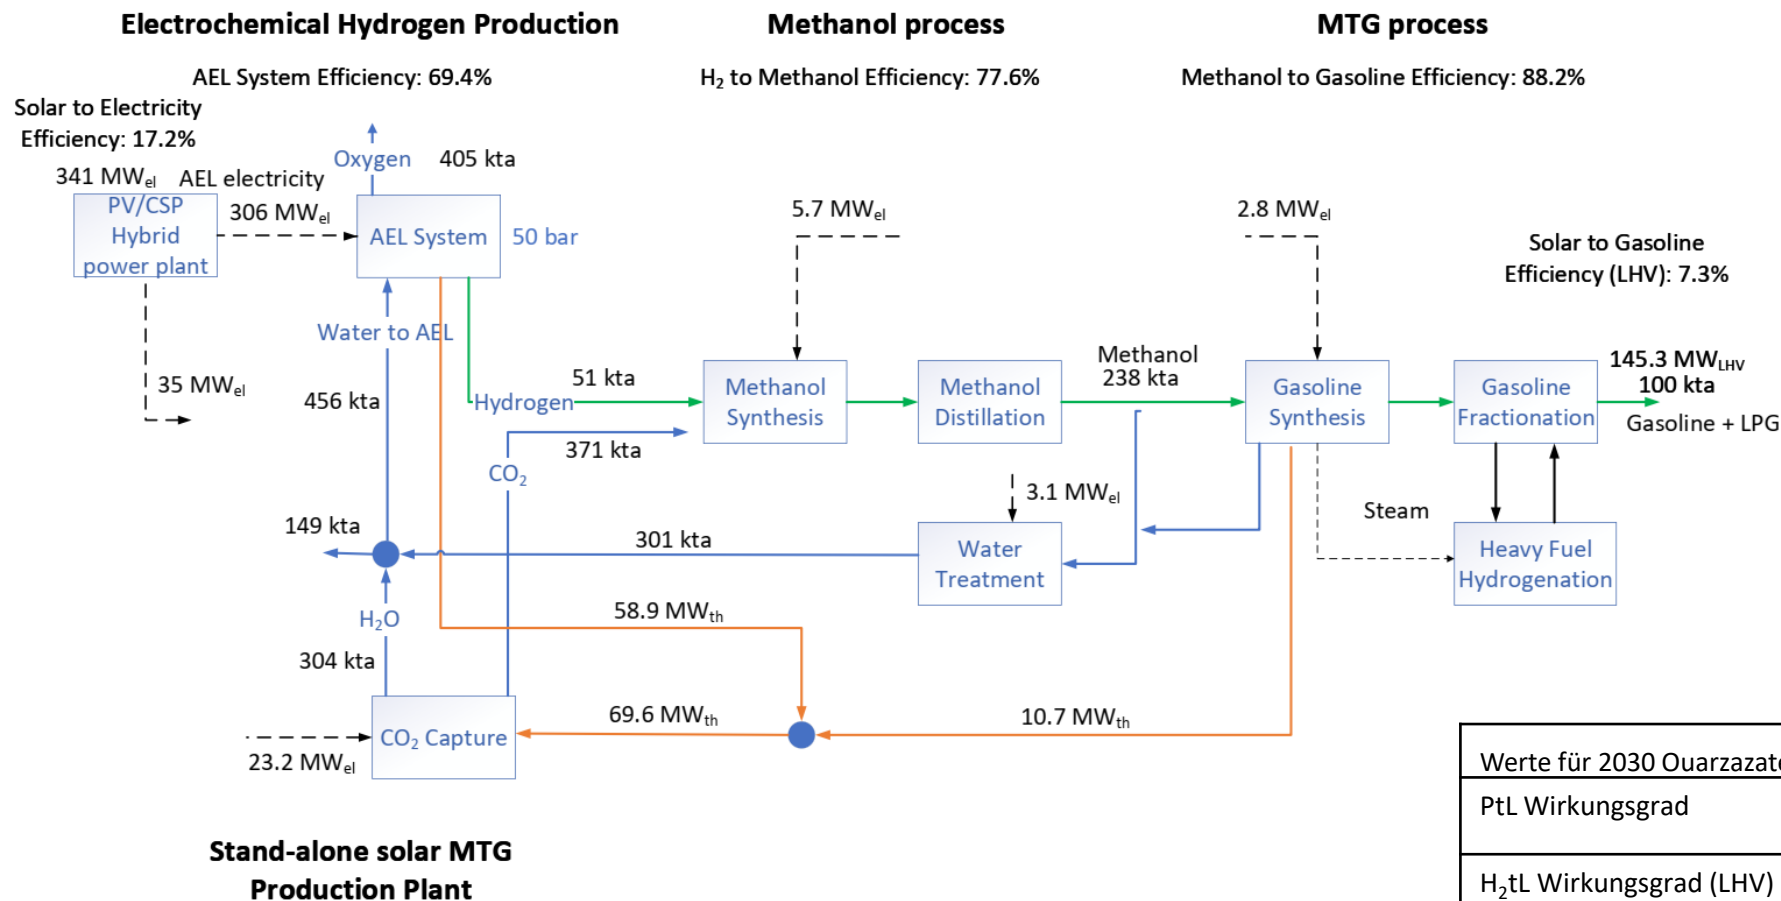 Electrochemical Hydrogen Production
Methanol process
MTG process
AEL System Efficiency: 69.4%
H₂ to Methanol Efficiency: 77.6%
Methanol to Gasoline Efficiency: 88.2%
Solar to Electricity
Efficiency: 17.2%
Oxygen
405 kta
341 MWel
AEL electricity
PV/CSP
Hybrid
power plant
306 MWel
AEL System
50 bar
5.7 MWel
2.8 MWel
Solar to Gasoline
Efficiency (LHV): 7.3%
Water to AEL
35 MWel
456 kta
Hydrogen
51 kta
371 kta
CO₂
Methanol
Synthesis
Methanol
Distillation
Methanol
238 kta
Gasoline
Synthesis
Gasoline
Fractionation
145.3 MWLHV
100 kta
Gasoline + LPG
149 kta
301 kta
3.1 MWel
Water
Treatment
Steam
Heavy Fuel
Hydrogenation
H₂O
304 kta
58.9 MWth
69.6 MWth
10.7 MWth
CO₂ Capture
23.2 MWel
Stand-alone solar MTG
Production Plant
Werte für 2030 Ouarzazate
PtL Wirkungsgrad
H₂tL Wirkungsgrad (LHV)